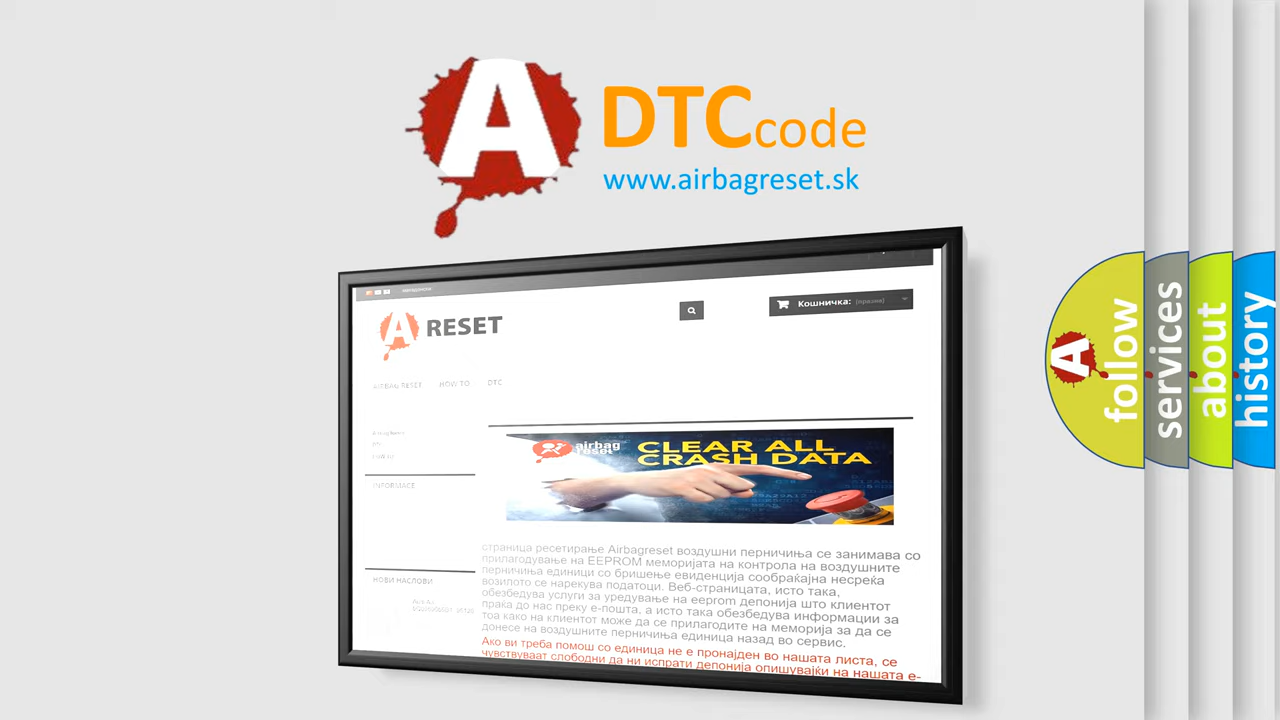 A
DTCcode
www.airbagreset.sk
A RESET
Кошничка: (празна)
AIRBAG RESET HOW TO DTC
INFORMACE
НОВИ НАСЛОВИ
airbag
reset
CLEAR ALL
CRASH DATA
страница ресетирање Airbagreset воздушни перничиња се занимава со
прилагодување на EEPROM меморијата на контрола на воздушните
перничиња единици со бришење евиденција сообраќајна несреќа
возилото се нарекува податоци. Веб-страницата, исто така,
обезбедува услуги за уредување на eeprom депонија што клиентот
праќа до нас преку е-пошта, а исто така обезбедува информации за
тоа како на клиентот може да се прилагодите на меморија за да се
донесе на воздушните перничиња единица назад во сервис.
Ако ви треба помош со единица не е пронајден во нашата листа, се
чувствуваат слободни да ни испрати депонија опишувајќи на нашата е-
A
follow
services
about
history